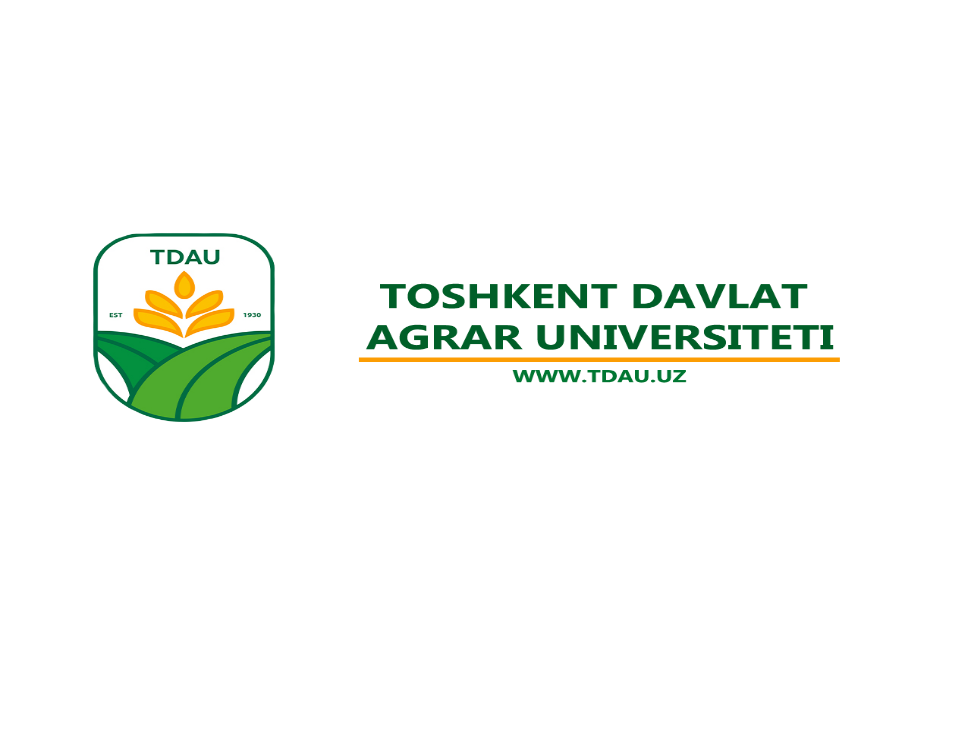 TDAU
EST 1930
TOSHKENT DAVLAT
AGRAR UNIVERSITETI
WWW.TDAU.UZ